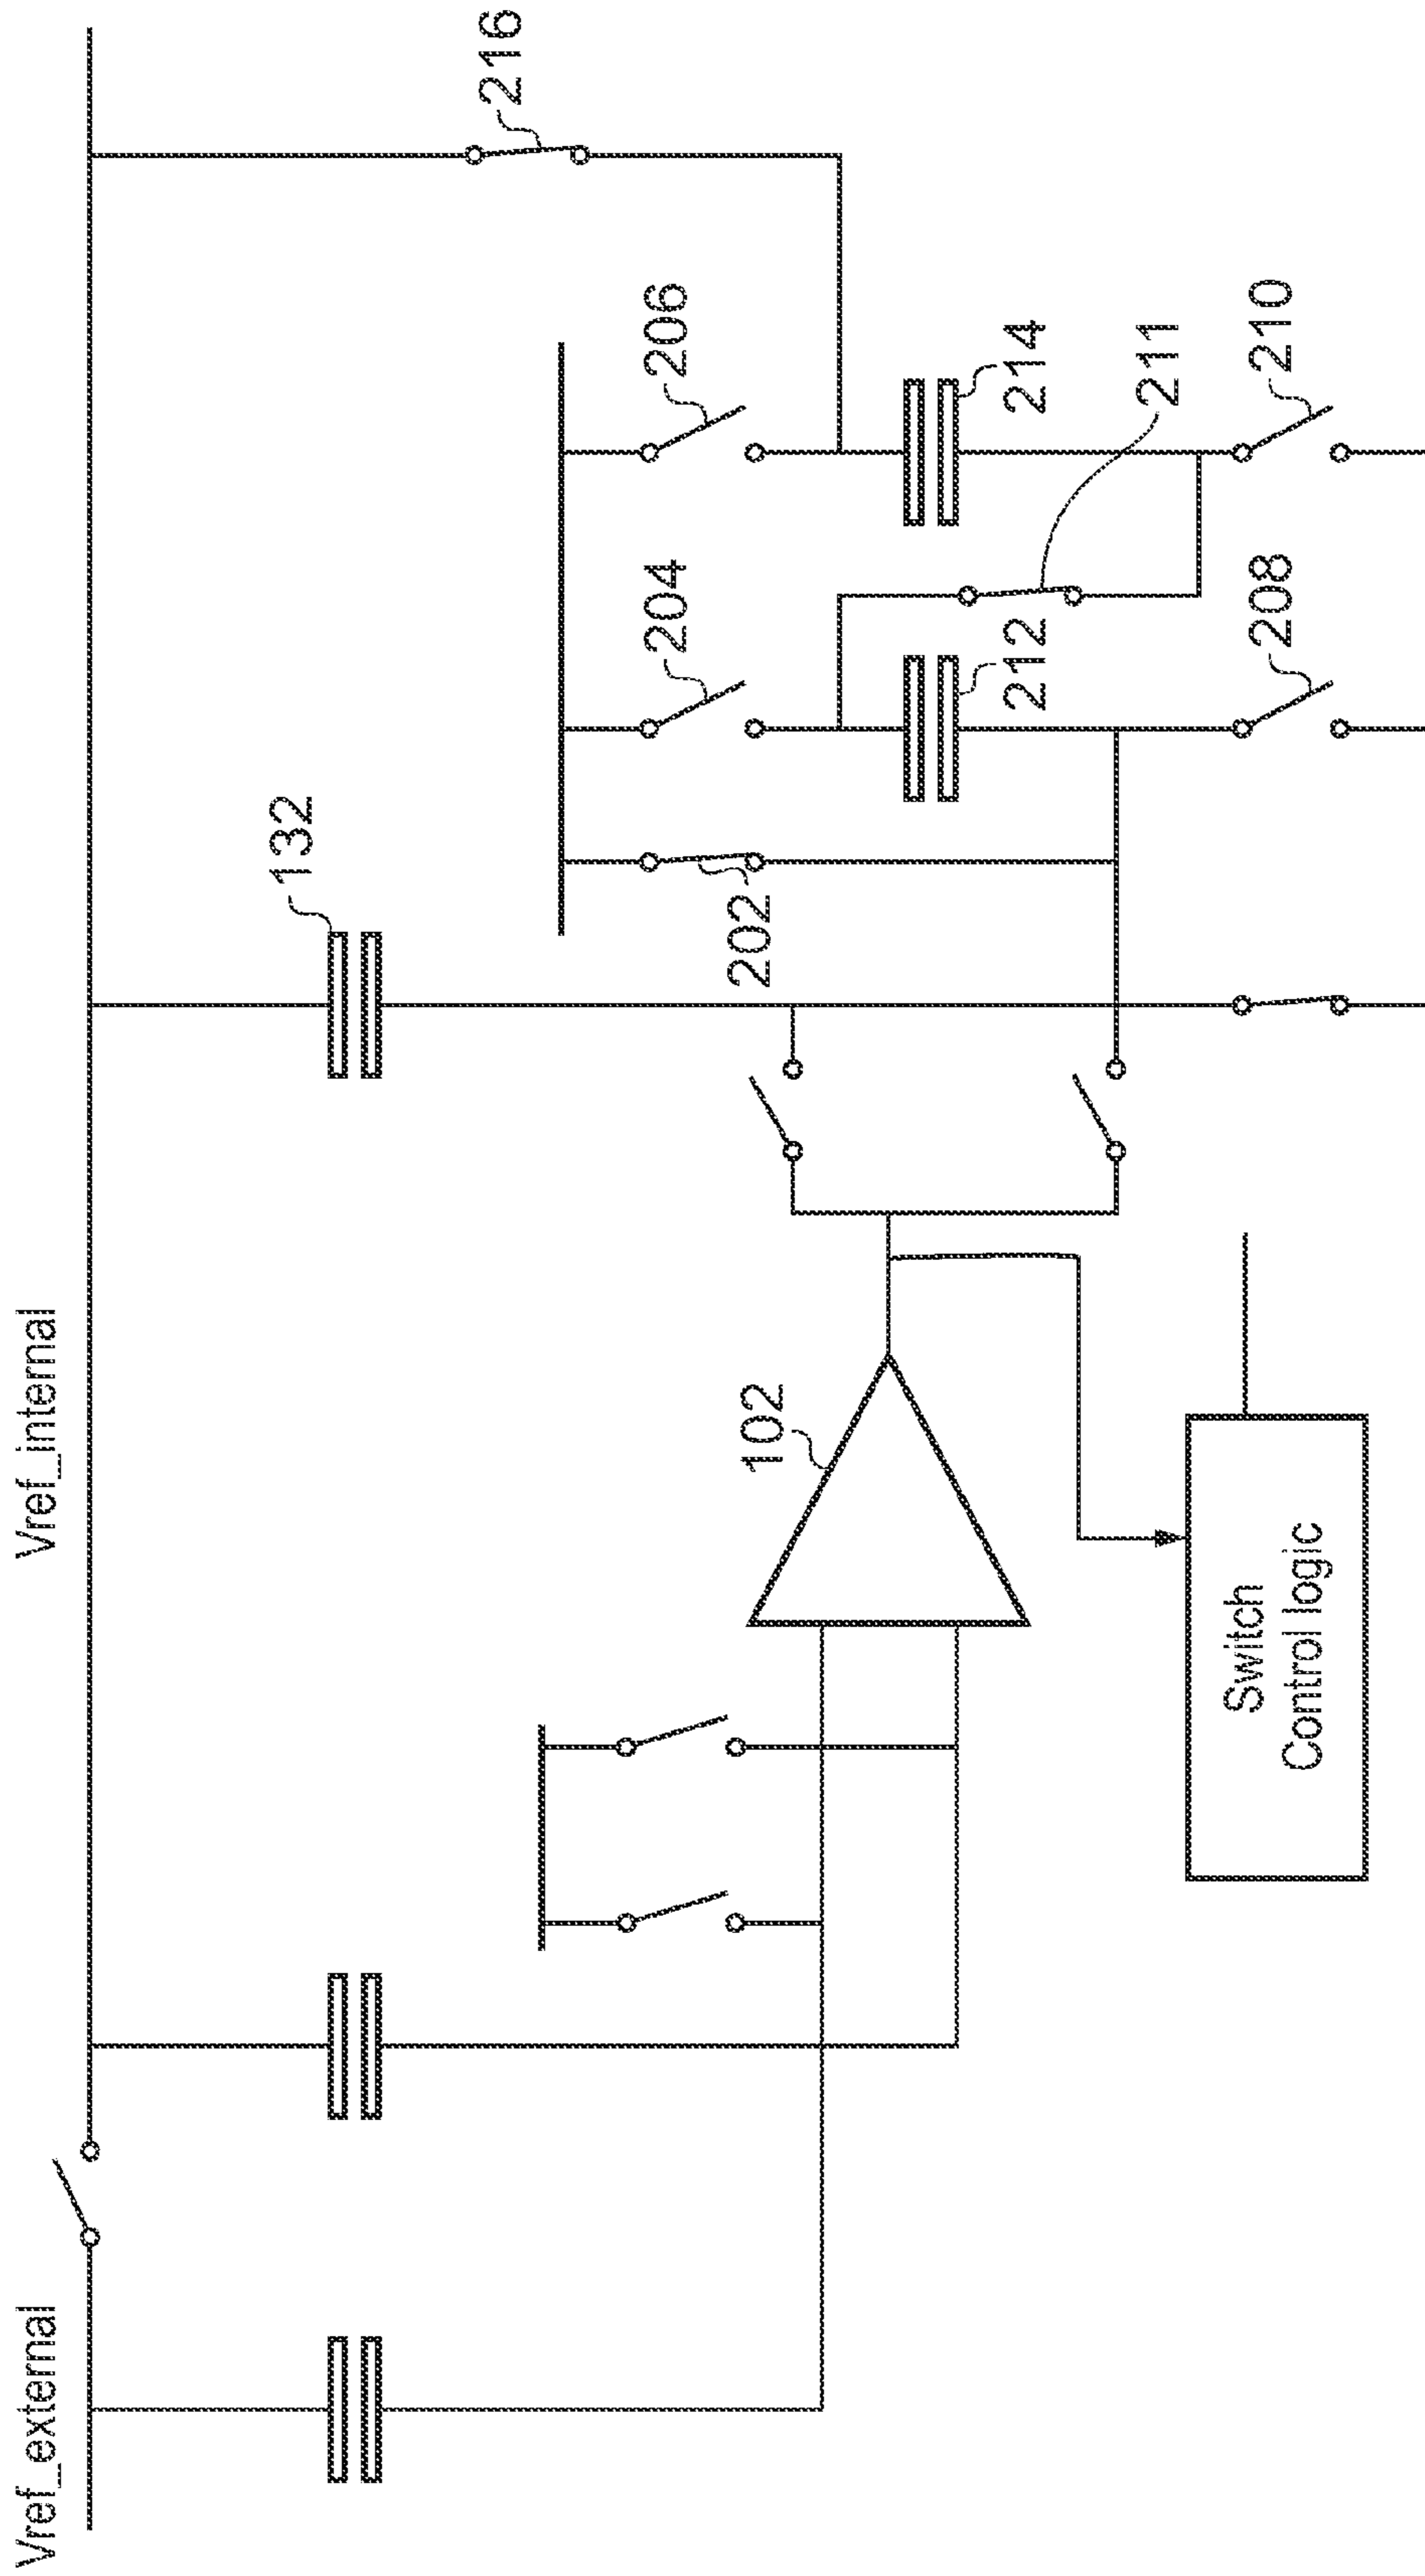 Vref_external
Vref_internal
132
216
206
204
202
214
212
211
210
208
102
Switch
Control logic